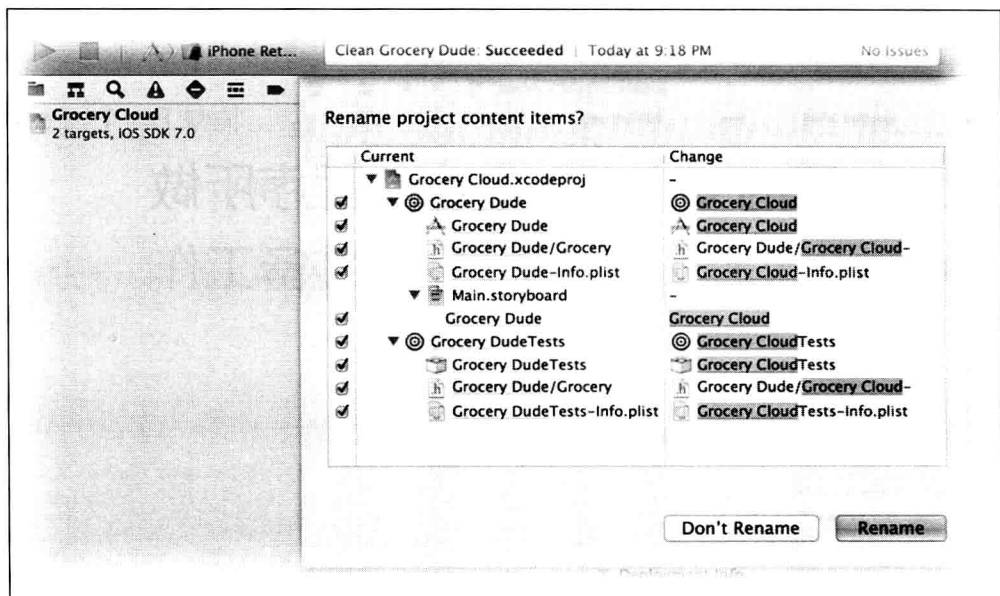 iPhone Ret...
Clean Grocery Dude: Succeeded | Today at 9:18 PM
No Issues
Grocery Cloud
2 targets, iOS SDK 7.0
Rename project content items?
Current Change
Grocery Cloud.xcodeproj –
Grocery Dude Grocery Cloud
Grocery Dude Grocery Cloud
Grocery Dude/Grocery Grocery Dude/Grocery Cloud-
Grocery Dude-Info.plist Grocery Cloud-Info.plist
Main.storyboard –
Grocery Dude Grocery Cloud
Grocery DudeTests Grocery CloudTests
Grocery DudeTests Grocery CloudTests
Grocery Dude/Grocery Grocery Dude/Grocery Cloud-
Grocery DudeTests-Info.plist Grocery CloudTests-Info.plist
Don't Rename Rename